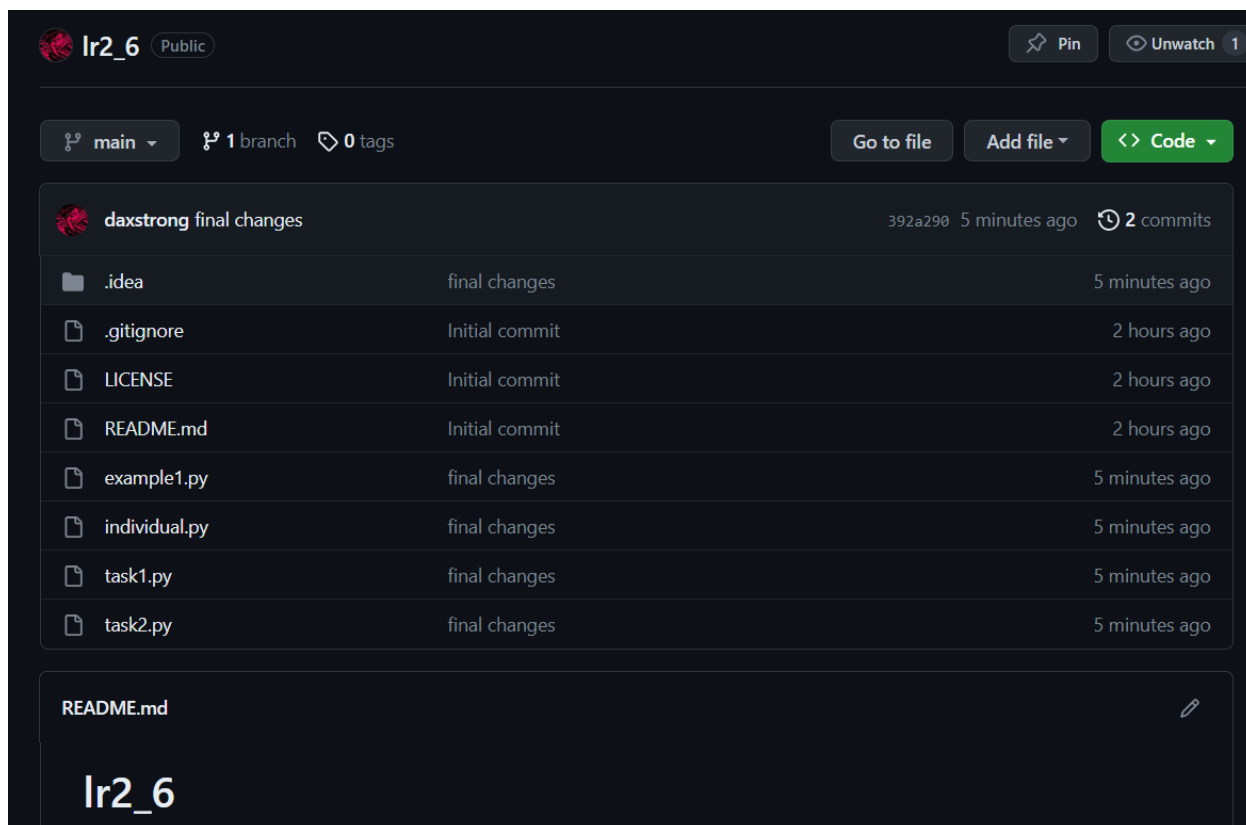 lr2_6 Public Pin Unwatch 1
main 1 branch 0 tags Go to file Add file Code
daxstrong final changes 392a290 5 minutes ago 2 commits
.idea final changes 5 minutes ago
.gitignore Initial commit 2 hours ago
LICENSE Initial commit 2 hours ago
README.md Initial commit 2 hours ago
example1.py final changes 5 minutes ago
individual.py final changes 5 minutes ago
task1.py final changes 5 minutes ago
task2.py final changes 5 minutes ago
README.md
lr2_6